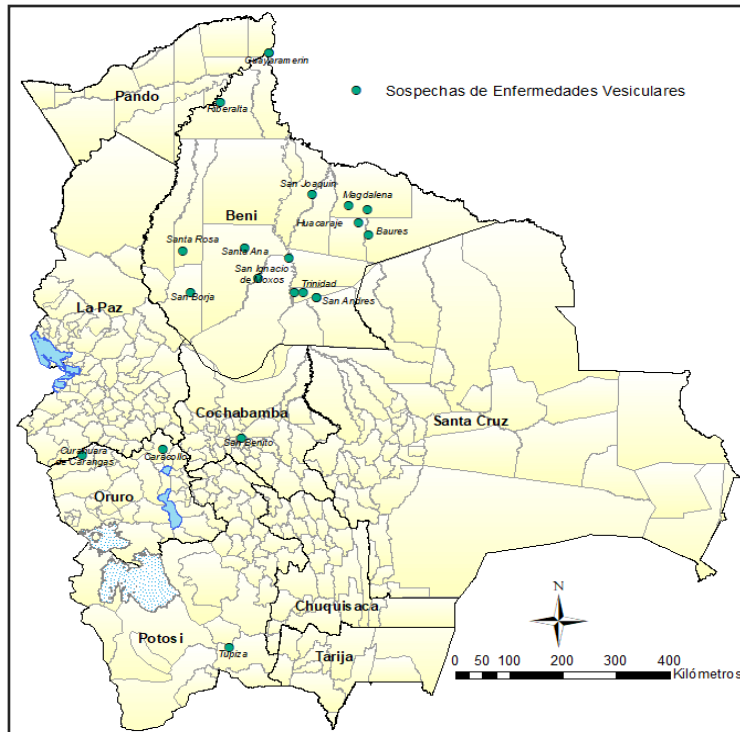 Guayaramerin
Sospechas de Enfermedades Vesiculares
Pando
Riberalta
San Joaquin
Magdalena
Beni
Huacaraje
Baures
Santa Rosa
Santa Ana
San Ignacio
de Moxos
Trinidad
San Borja
San Andres
La Paz
Cochabamba
Santa Cruz
San Benito
Curahuara
de Carangas
Caracollo
Oruro
N
Chuquisaca
Potosi
Tupiza
Tarija
0 50 100 200 300 400
Kilómetros